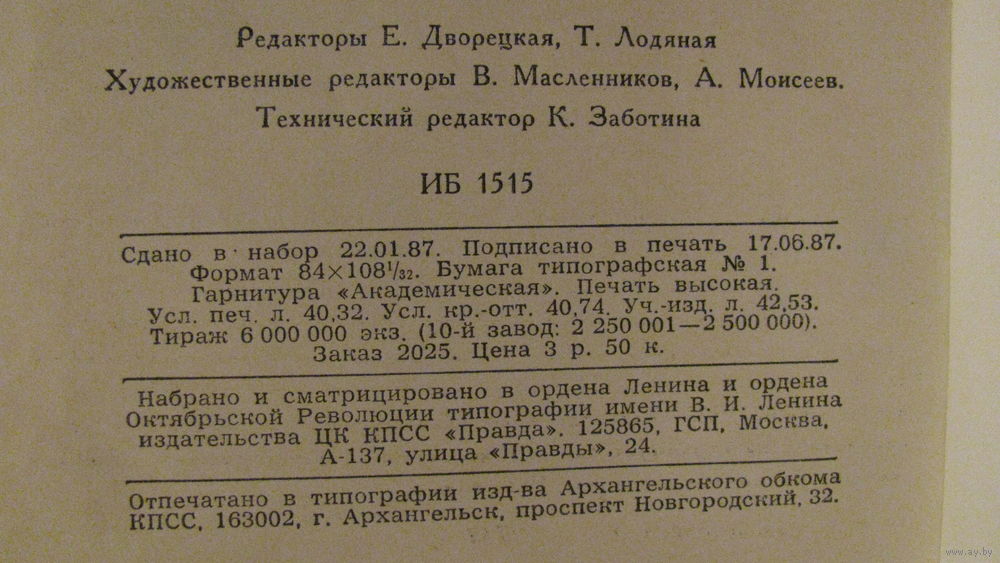 Редакторы Е. Дворецкая, Т. Лодяная
Художественные редакторы В. Масленников, А. Моисеев.
Технический редактор К. Заботина
ИБ 1515
Сдано в набор 22.01.87. Подписано в печать 17.06.87.
Формат 84×108¹/₃₂. Бумага типографская № 1.
Гарнитура «Академическая». Печать высокая.
Усл. печ. л. 40,32. Усл. кр.-отт. 40,74. Уч.-изд. л. 42,53.
Тираж 6 000 000 экз. (10-й завод: 2 250 001—2 500 000).
Заказ 2025. Цена 3 р. 50 к.
Набрано и сматрицировано в ордена Ленина и ордена
Октябрьской Революции типографии имени В. И. Ленина
издательства ЦК КПСС «Правда». 125865, ГСП, Москва,
А-137, улица «Правды», 24.
Отпечатано в типографии изд-ва Архангельского обкома
КПСС, 163002, г. Архангельск, проспект Новгородский, 32.
www.ay.by